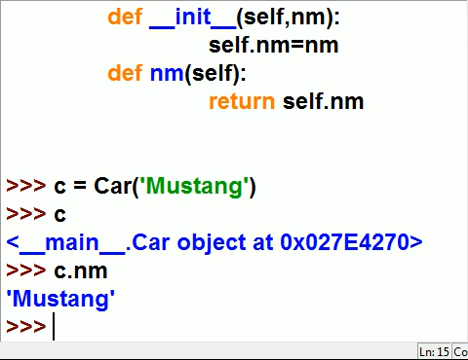 def __init__(self,nm):
self.nm=nm
def nm(self):
return self.nm
>>> c = Car('Mustang')
>>> c
<__main__.Car object at 0x027E4270>
>>> c.nm
'Mustang'
>>>
Ln: 15 Co